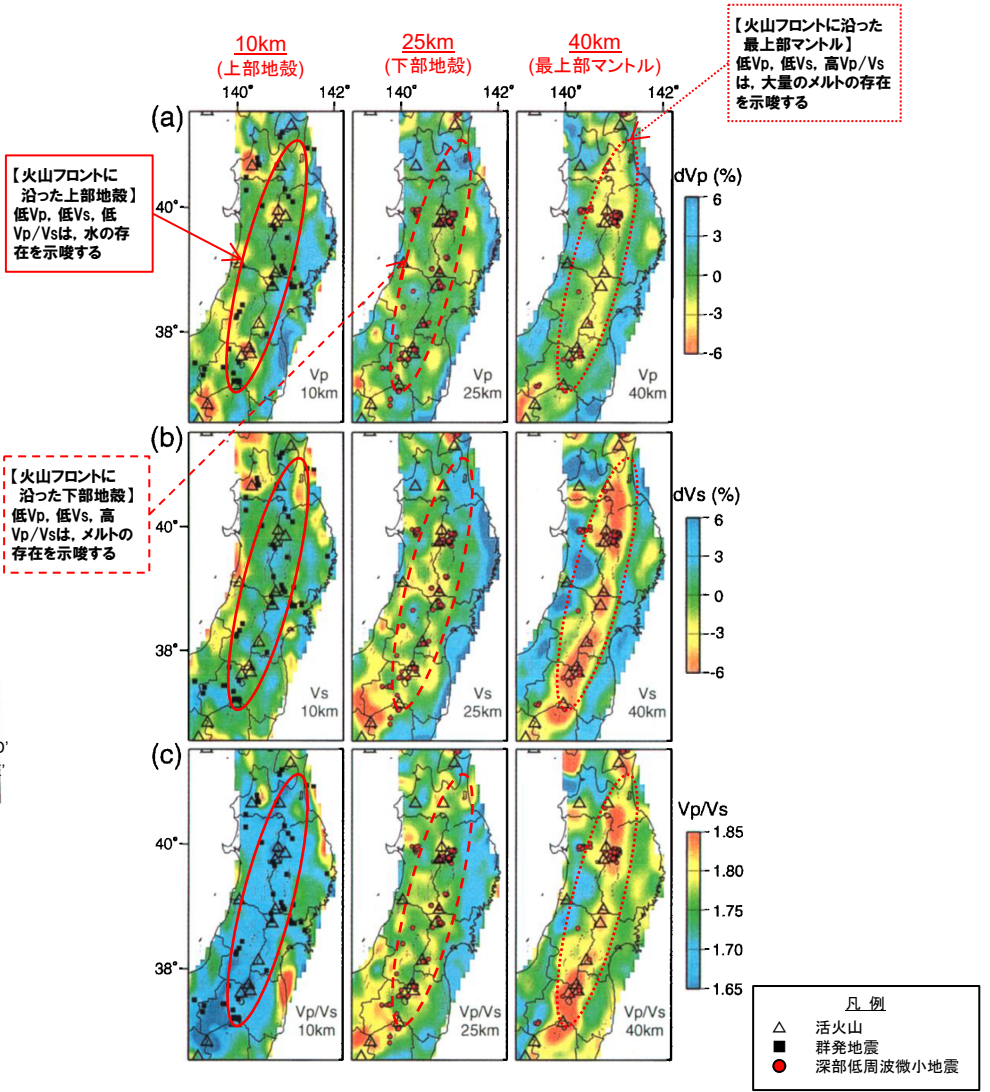 10km
(上部地殻)
25km
(下部地殻)
40km
(最上部マントル)
【火山フロントに沿った
最上部マントル】
低Vp, 低Vs, 高Vp/Vs
は, 大量のメルトの存在
を示唆する
140°
142°
140°
142°
140°
142°
(a)
【火山フロントに
沿った上部地殻】
低Vp, 低Vs, 低
Vp/Vsは, 水の存
在を示唆する
40°
38°
Vp
10km
Vp
25km
Vp
40km
dVp (%)
6
3
0
-3
-6
(b)
【火山フロントに
沿った下部地殻】
低Vp, 低Vs, 高
Vp/Vsは, メルトの
存在を示唆する
40°
38°
Vs
10km
Vs
25km
Vs
40km
dVs (%)
6
3
0
-3
-6
(c)
40°
38°
Vp/Vs
10km
Vp/Vs
25km
Vp/Vs
40km
Vp/Vs
1.85
1.80
1.75
1.70
1.65
凡 例
活火山
群発地震
深部低周波微小地震